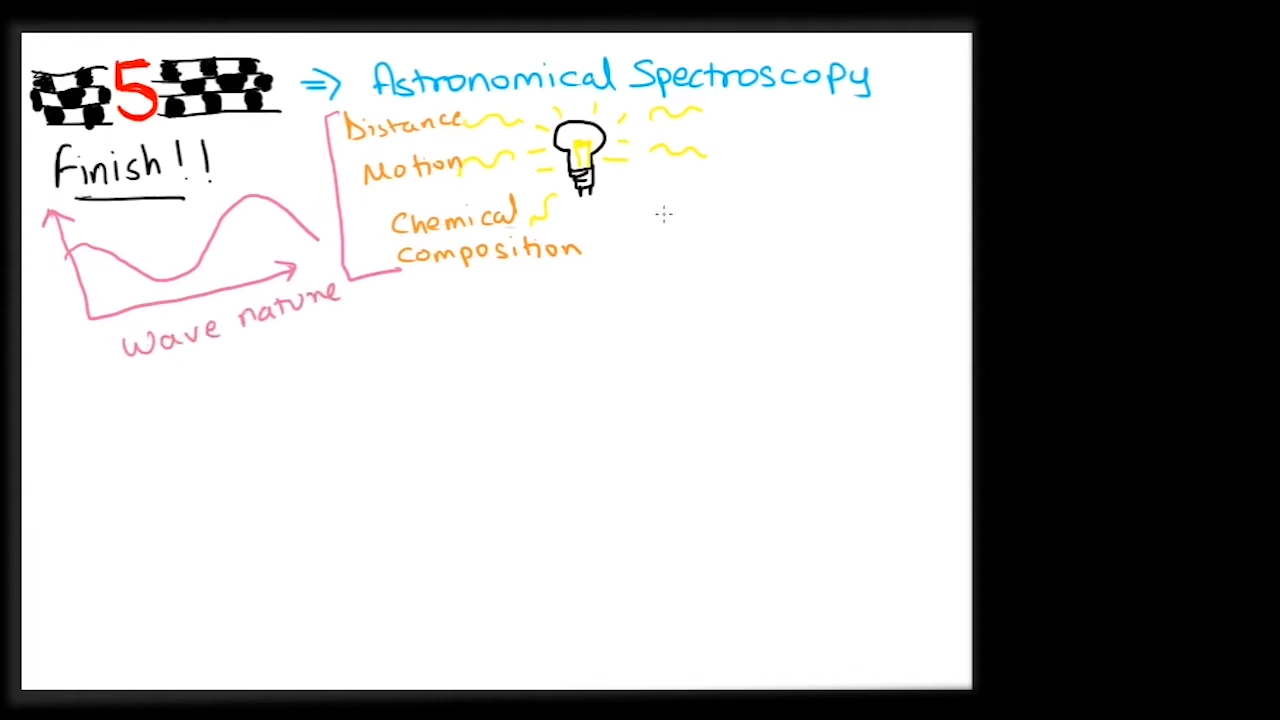 5 => Astronomical Spectroscopy
Finish!!
Distance
Motion
Chemical
composition
Wave nature